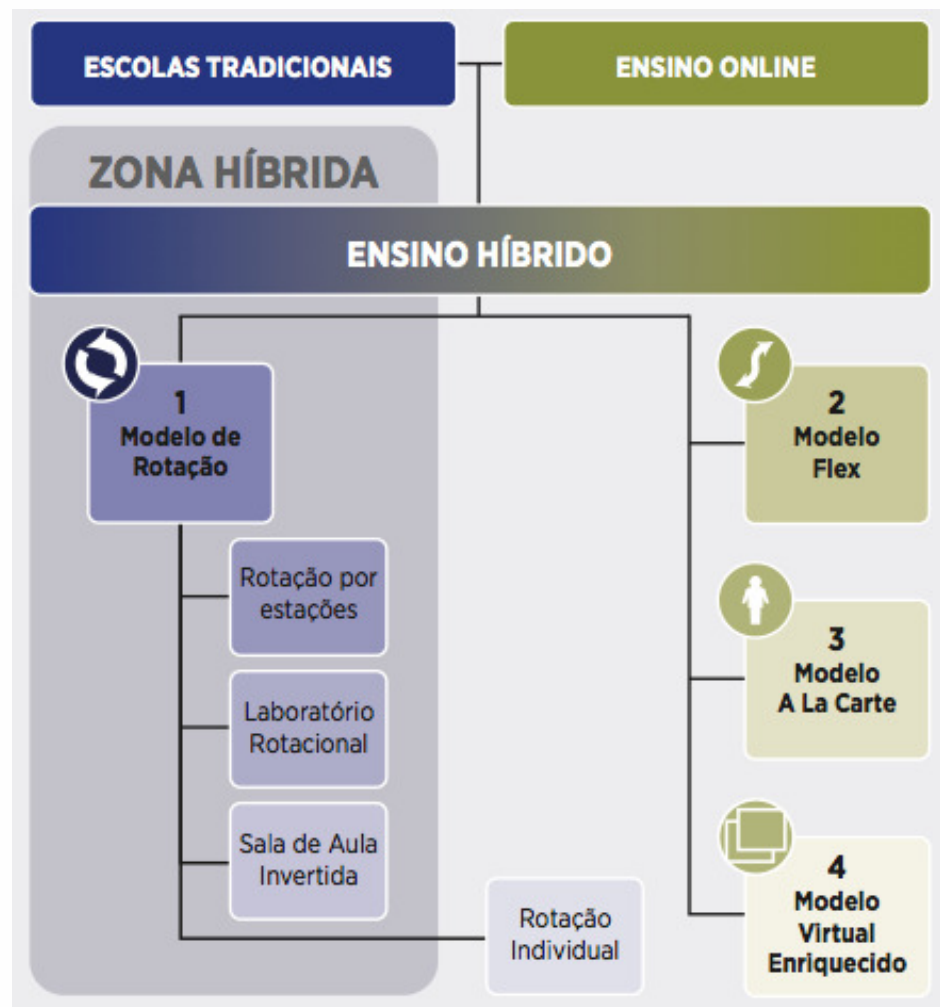 ESCOLAS TRADICIONAIS
ENSINO ONLINE
ZONA HÍBRIDA
ENSINO HÍBRIDO
1
Modelo de
Rotação
Rotação por
estações
Laboratório
Rotacional
Sala de Aula
Invertida
Rotação
Individual
2
Modelo
Flex
3
Modelo
A La Carte
4
Modelo
Virtual
Enriquecido